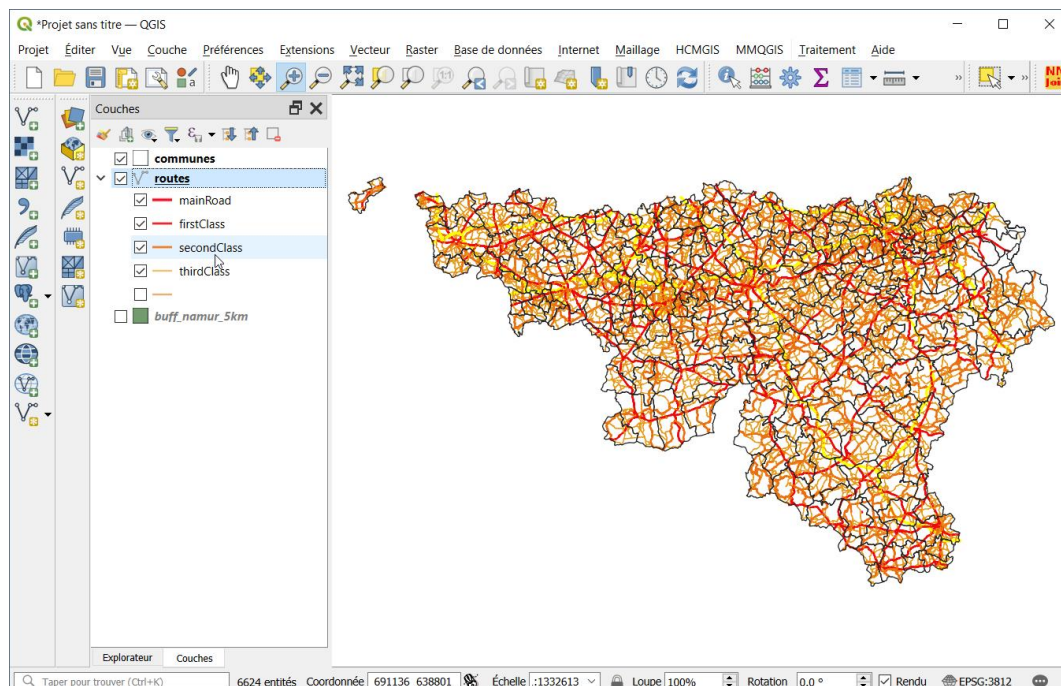 *Projet sans titre — QGIS
Projet Éditer Vue Couche Préférences Extensions Vecteur Raster Base de données Internet Maillage HCMGIS MMQGIS Traitement Aide
Couches
communes
routes
mainRoad
firstClass
secondClass
thirdClass
buff_namur_5km
Explorateur Couches
Taper pour trouver (Ctrl+K) 6624 entités Coordonnée 691136 638801 Échelle :1332613 Loupe 100% Rotation 0,0 ° Rendu EPSG:3812